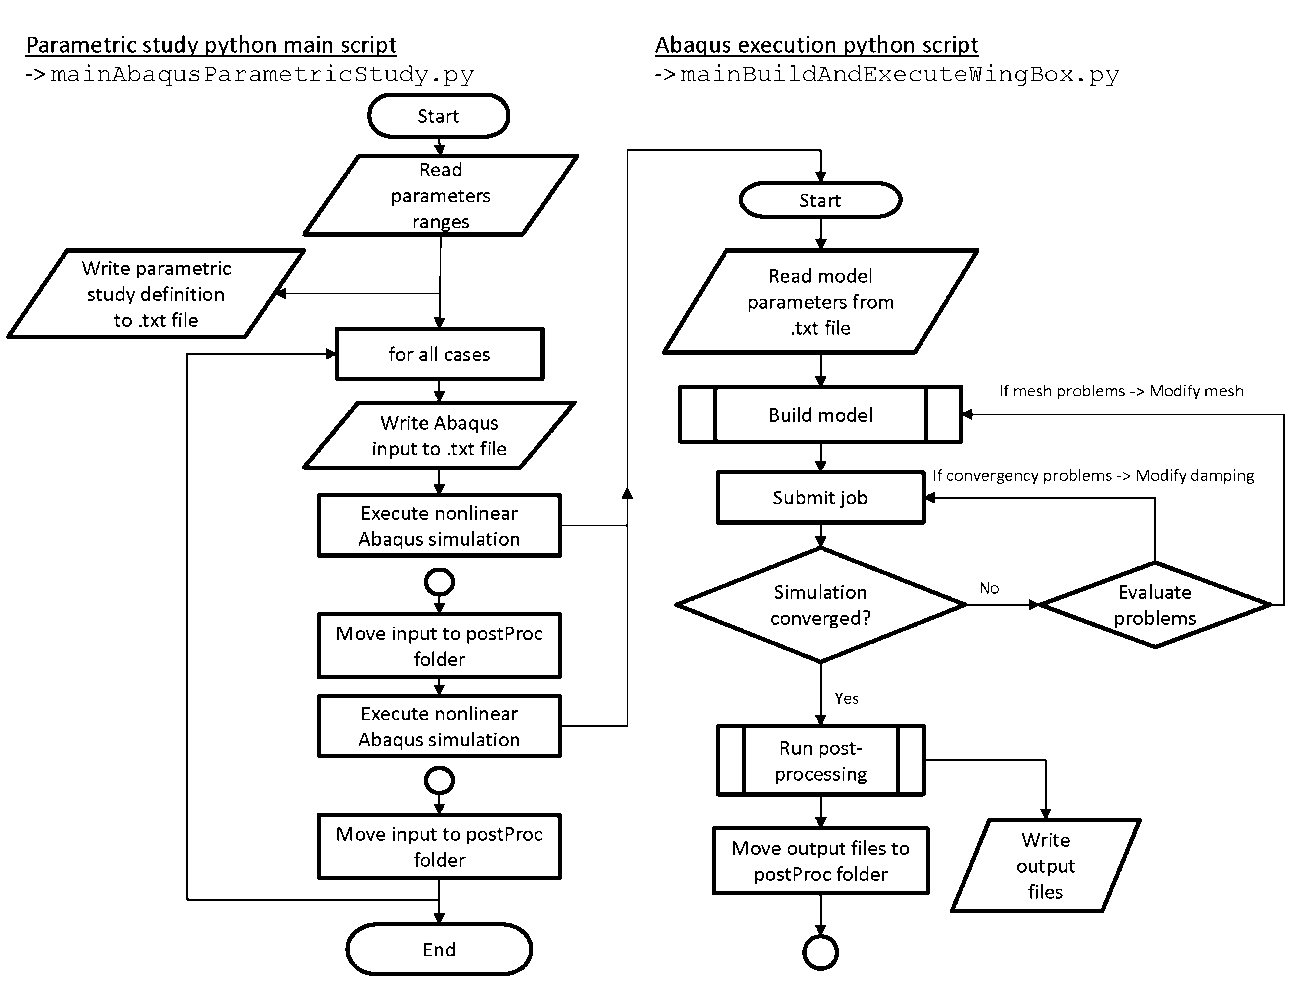 Parametric study python main script
->mainAbaqusParametricStudy.py
Start
Read
parameters
ranges
Write parametric
study definition
to .txt file
for all cases
Write Abaqus
input to .txt file
Execute nonlinear
Abaqus simulation
Move input to postProc
folder
Execute nonlinear
Abaqus simulation
Move input to postProc
folder
End
Abaqus execution python script
->mainBuildAndExecuteWingBox.py
Start
Read model
parameters from
.txt file
If mesh problems -> Modify mesh
Build model
If convergency problems -> Modify damping
Submit job
Simulation
converged?
No
Evaluate
problems
Yes
Run post-
processing
Move output files to
postProc folder
Write
output
files